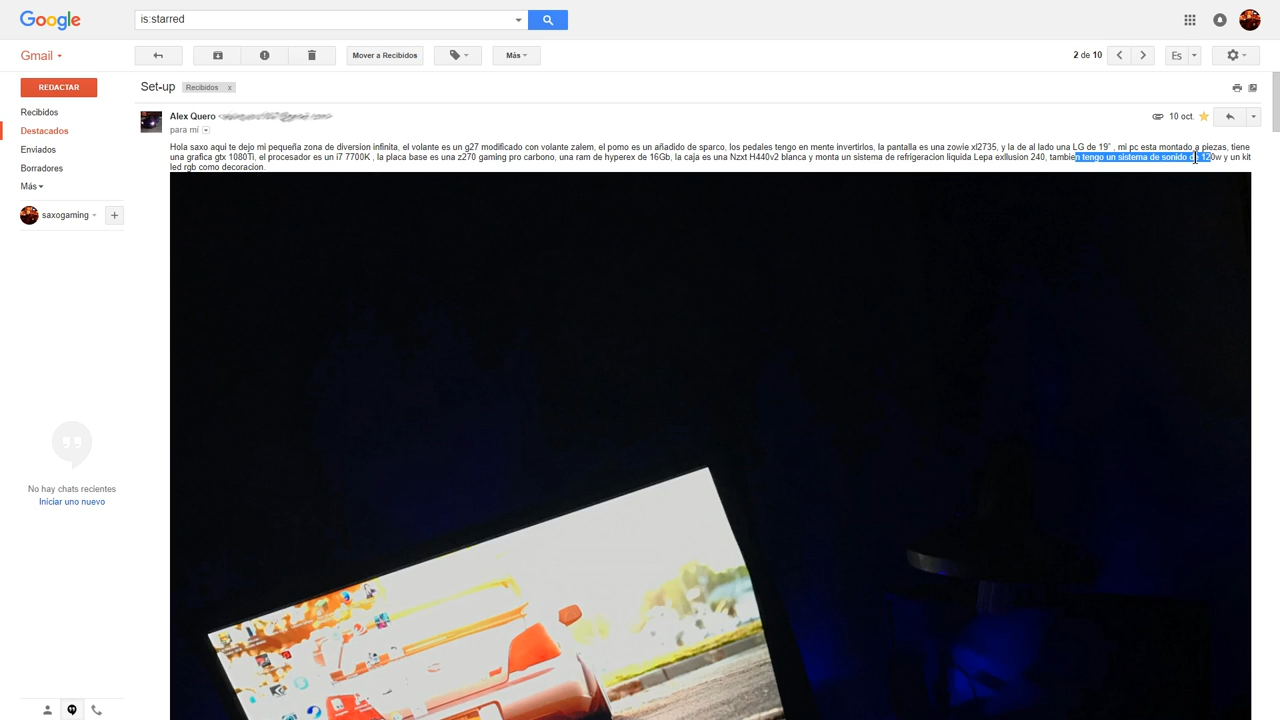 Google
is:starred
Gmail
Mover a Recibidos
Más
2 de 10
Es
REDACTAR
Set-up
Recibidos x
Recibidos
Destacados
Enviados
Borradores
Más
saxogaming
Alex Quero
para mí
10 oct.
Hola saxo aqui te dejo mi pequeña zona de diversion infinita, el volante es un g27 modificado con volante zalem, el pomo es un añadido de sparco, los pedales tengo en mente invertirlos, la pantalla es una zowie xl2735, y la de al lado una LG de 19" , mi pc esta montado a piezas, tiene
una grafica gtx 1080Ti, el procesador es un i7 7700K , la placa base es una z270 gaming pro carbono, una ram de hyperex de 16Gb, la caja es una Nzxt H440v2 blanca y monta un sistema de refrigeracion liquida Lepa exllusion 240, tambien tengo un sistema de sonido de 120w y un kit
led rgb como decoracion.
No hay chats recientes
Iniciar uno nuevo